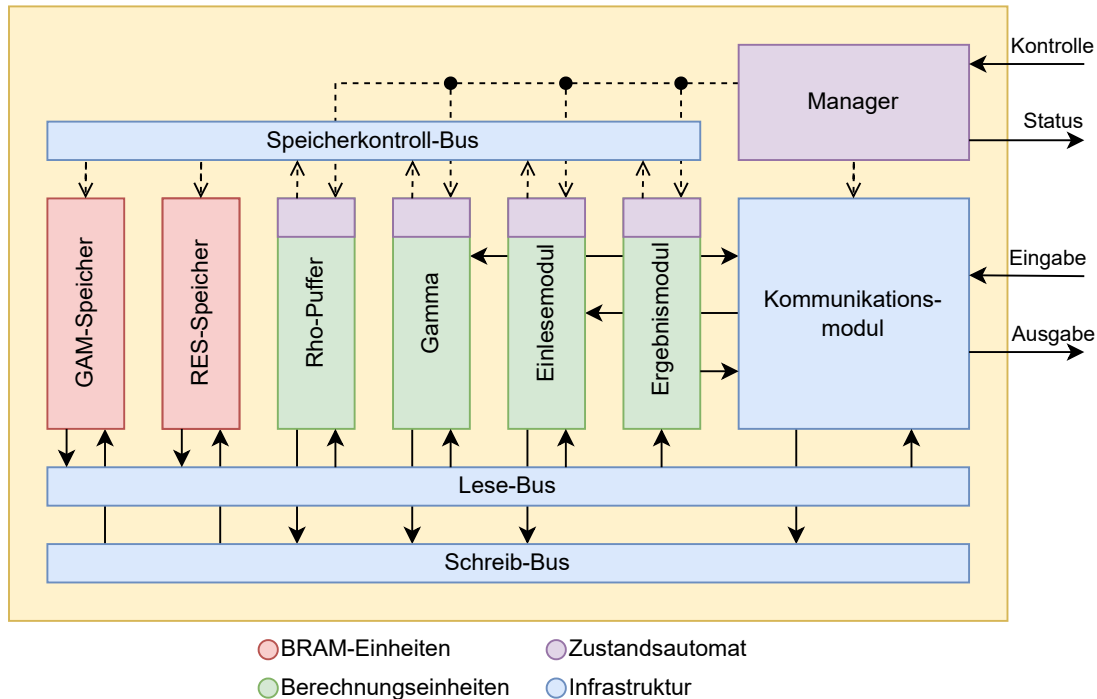 Kontrolle
Manager
Status
Speicherkontroll-Bus
GAM-Speicher
RES-Speicher
Rho-Puffer
Gamma
Einlesemodul
Ergebnismodul
Kommunikations-
modul
Eingabe
Ausgabe
Lese-Bus
Schreib-Bus
BRAM-Einheiten
Zustandsautomat
Berechnungseinheiten
Infrastruktur